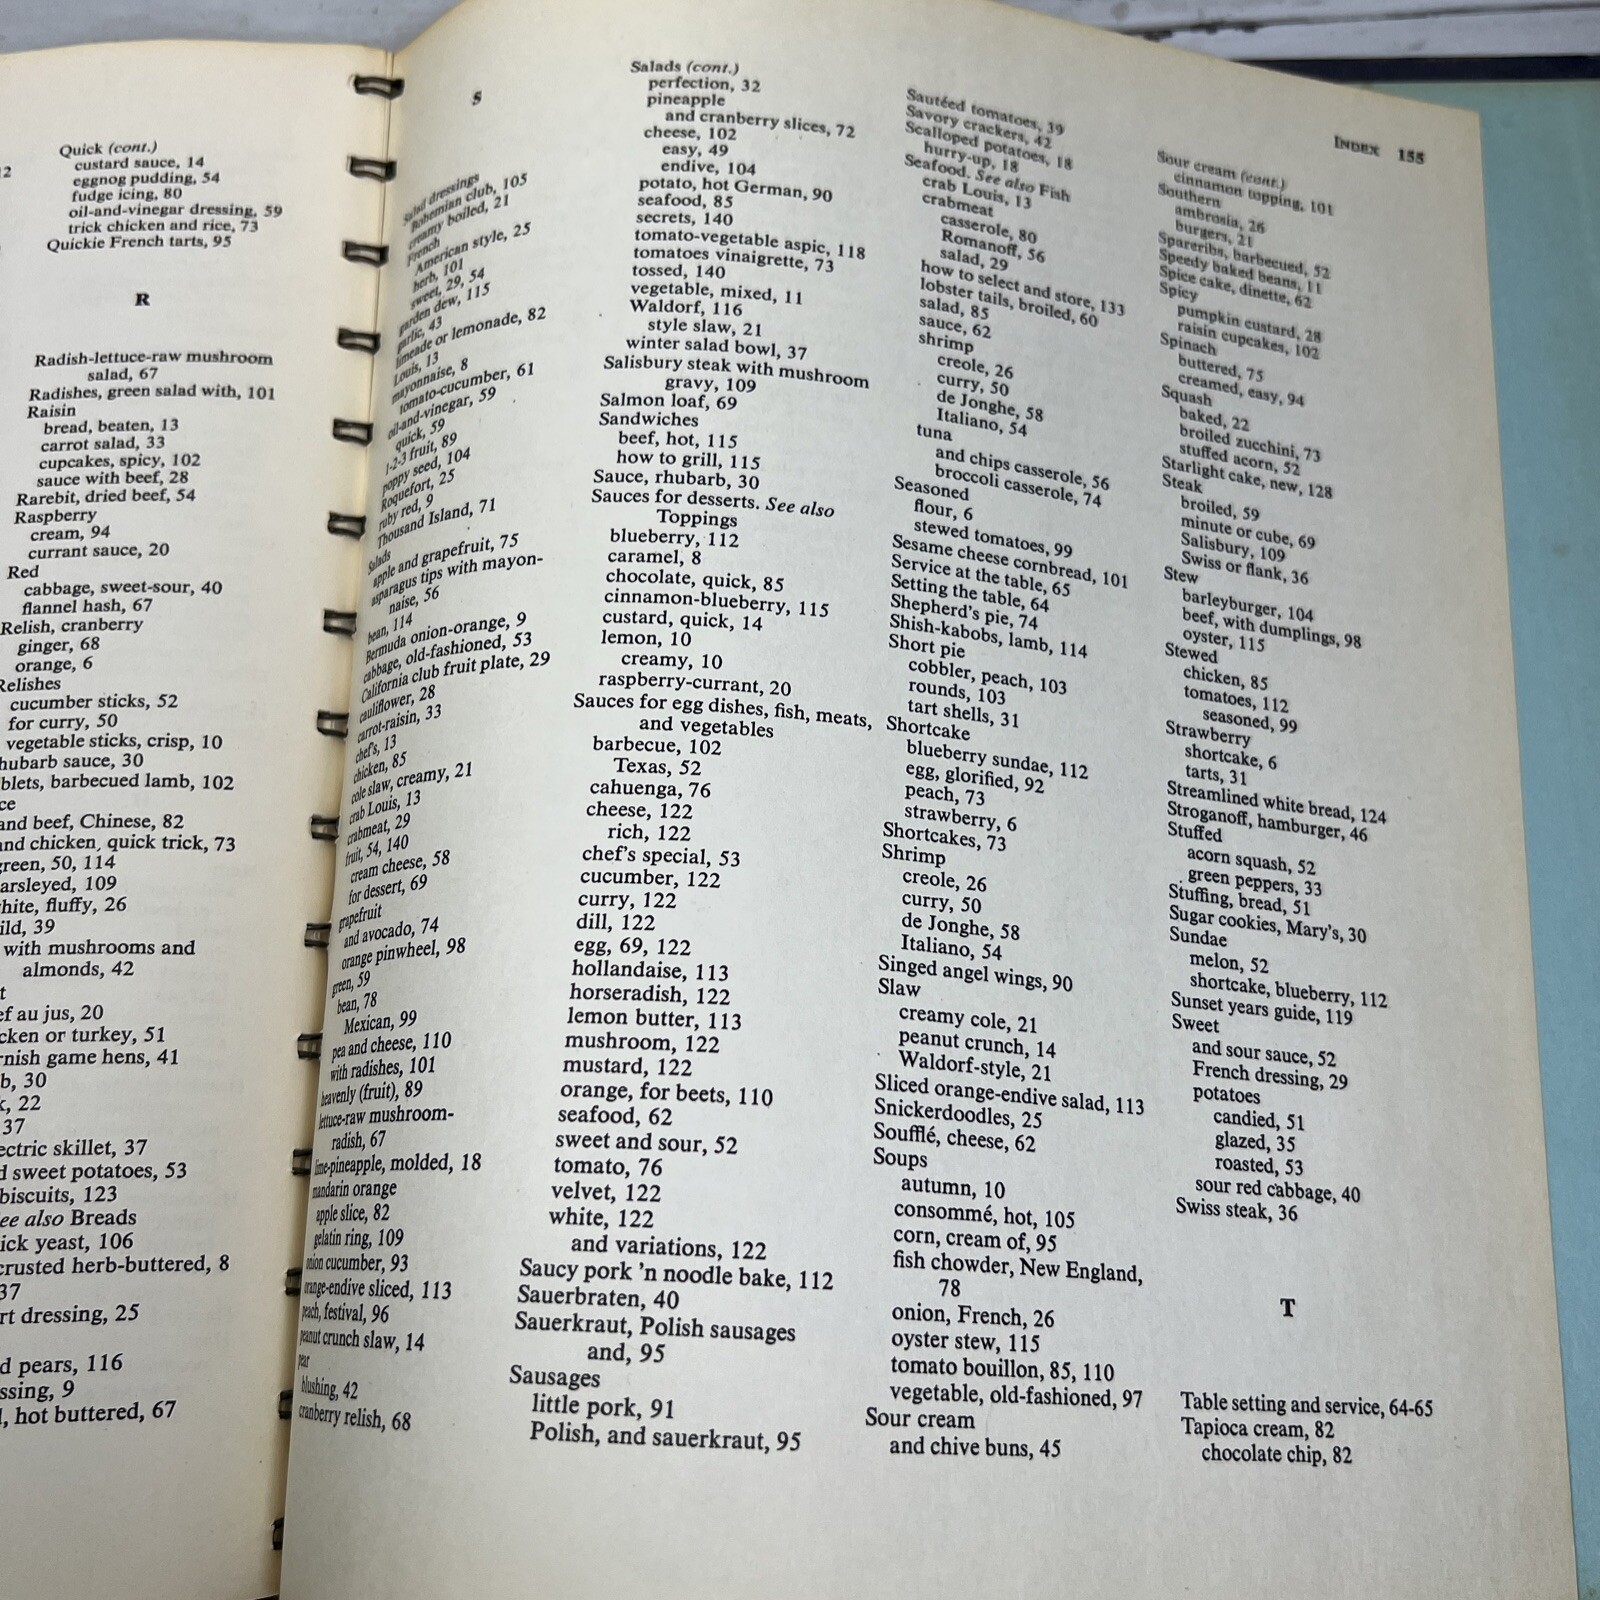 12
Quick (cont.)
custard sauce, 14
eggnog pudding, 54
fudge icing, 80
oil-and-vinegar dressing, 59
trick chicken and rice, 73
Quickie French tarts, 95
R
Radish-lettuce-raw mushroom
salad, 67
Radishes, green salad with, 101
Raisin
bread, beaten, 13
carrot salad, 33
cupcakes, spicy, 102
sauce with beef, 28
Rarebit, dried beef, 54
Raspberry
cream, 94
currant sauce, 20
Red
cabbage, sweet-sour, 40
flannel hash, 67
Relish, cranberry
ginger, 68
orange, 6
Relishes
cucumber sticks, 52
for curry, 50
vegetable sticks, crisp, 10
hubarb sauce, 30
blets, barbecued lamb, 102
ce
and beef, Chinese, 82
and chicken, quick trick, 73
green, 50, 114
arsleyed, 109
hite, fluffy, 26
ild, 39
with mushrooms and
almonds, 42
t
ef au jus, 20
cken or turkey, 51
rnish game hens, 41
b, 30
k, 22
37
ectric skillet, 37
d sweet potatoes, 53
biscuits, 123
ee also Breads
ick yeast, 106
crusted herb-buttered, 8
37
rt dressing, 25
d pears, 116
ssing, 9
l, hot buttered, 67
S
Salad dressings
Bohemian club, 105
creamy boiled, 21
French
American style, 25
herb, 101
sweet, 29, 54
garden dew, 115
garlic, 43
limeade or lemonade, 82
Louis, 13
mayonnaise, 8
tomato-cucumber, 61
oil-and-vinegar, 59
quick, 59
1-2-3 fruit, 89
poppy seed, 104
Roquefort, 25
ruby red, 9
Thousand Island, 71
Salads
apple and grapefruit, 75
asparagus tips with mayon-
naise, 56
bean, 114
Bermuda onion-orange, 9
cabbage, old-fashioned, 53
California club fruit plate, 29
cauliflower, 28
carrot-raisin, 33
chef's, 13
chicken, 85
cole slaw, creamy, 21
crab Louis, 13
crabmeat, 29
fruit, 54, 140
cream cheese, 58
for dessert, 69
grapefruit
and avocado, 74
orange pinwheel, 98
green, 59
bean, 78
Mexican, 99
pea and cheese, 110
with radishes, 101
heavenly (fruit), 89
lettuce-raw mushroom-
radish, 67
lime-pineapple, molded, 18
mandarin orange
apple slice, 82
gelatin ring, 109
onion cucumber, 93
orange-endive sliced, 113
peach, festival, 96
peanut crunch slaw, 14
pear
blushing, 42
cranberry relish, 68
Salads (cont.)
perfection, 32
pineapple
and cranberry slices, 72
cheese, 102
easy, 49
endive, 104
potato, hot German, 90
seafood, 85
secrets, 140
tomato-vegetable aspic, 118
tomatoes vinaigrette, 73
tossed, 140
vegetable, mixed, 11
Waldorf, 116
style slaw, 21
winter salad bowl, 37
Salisbury steak with mushroom
gravy, 109
Salmon loaf, 69
Sandwiches
beef, hot, 115
how to grill, 115
Sauce, rhubarb, 30
Sauces for desserts. See also
Toppings
blueberry, 112
caramel, 8
chocolate, quick, 85
cinnamon-blueberry, 115
custard, quick, 14
lemon, 10
creamy, 10
raspberry-currant, 20
Sauces for egg dishes, fish, meats,
and vegetables
barbecue, 102
Texas, 52
cahuenga, 76
cheese, 122
rich, 122
chef's special, 53
cucumber, 122
curry, 122
dill, 122
egg, 69, 122
hollandaise, 113
horseradish, 122
lemon butter, 113
mushroom, 122
mustard, 122
orange, for beets, 110
seafood, 62
sweet and sour, 52
tomato, 76
velvet, 122
white, 122
and variations, 122
Saucy pork 'n noodle bake, 112
Sauerbraten, 40
Sauerkraut, Polish sausages
and, 95
Sausages
little pork, 91
Polish, and sauerkraut, 95
Sautéed tomatoes, 39
Savory crackers, 42
Scalloped potatoes, 18
hurry-up, 18
Seafood. See also Fish
crab Louis, 13
crabmeat
casserole, 80
Romanoff, 56
salad, 29
how to select and store, 133
lobster tails, broiled, 60
salad, 85
sauce, 62
shrimp
creole, 26
curry, 50
de Jonghe, 58
Italiano, 54
tuna
and chips casserole, 56
broccoli casserole, 74
Seasoned
flour, 6
stewed tomatoes, 99
Sesame cheese cornbread, 101
Service at the table, 65
Setting the table, 64
Shepherd's pie, 74
Shish-kabobs, lamb, 114
Short pie
cobbler, peach, 103
rounds, 103
tart shells, 31
Shortcake
blueberry sundae, 112
egg, glorified, 92
peach, 73
strawberry, 6
Shortcakes, 73
Shrimp
creole, 26
curry, 50
de Jonghe, 58
Italiano, 54
Singed angel wings, 90
Slaw
creamy cole, 21
peanut crunch, 14
Waldorf-style, 21
Sliced orange-endive salad, 113
Snickerdoodles, 25
Soufflé, cheese, 62
Soups
autumn, 10
consommé, hot, 105
corn, cream of, 95
fish chowder, New England,
78
onion, French, 26
oyster stew, 115
tomato bouillon, 85, 110
vegetable, old-fashioned, 97
Sour cream
and chive buns, 45
INDEX 155
Sour cream (cont.)
cinnamon topping, 101
Southern
ambrosia, 26
burgers, 21
Spareribs, barbecued, 52
Speedy baked beans, 11
Spice cake, dinette, 62
Spicy
pumpkin custard, 28
raisin cupcakes, 102
Spinach
buttered, 75
creamed, easy, 94
Squash
baked, 22
broiled zucchini, 73
stuffed acorn, 52
Starlight cake, new, 128
Steak
broiled, 59
minute or cube, 69
Salisbury, 109
Swiss or flank, 36
Stew
barleyburger, 104
beef, with dumplings, 98
oyster, 115
Stewed
chicken, 85
tomatoes, 112
seasoned, 99
Strawberry
shortcake, 6
tarts, 31
Streamlined white bread, 124
Stroganoff, hamburger, 46
Stuffed
acorn squash, 52
green peppers, 33
Stuffing, bread, 51
Sugar cookies, Mary's, 30
Sundae
melon, 52
shortcake, blueberry, 112
Sunset years guide, 119
Sweet
and sour sauce, 52
French dressing, 29
potatoes
candied, 51
glazed, 35
roasted, 53
sour red cabbage, 40
Swiss steak, 36
T
Table setting and service, 64-65
Tapioca cream, 82
chocolate chip, 82